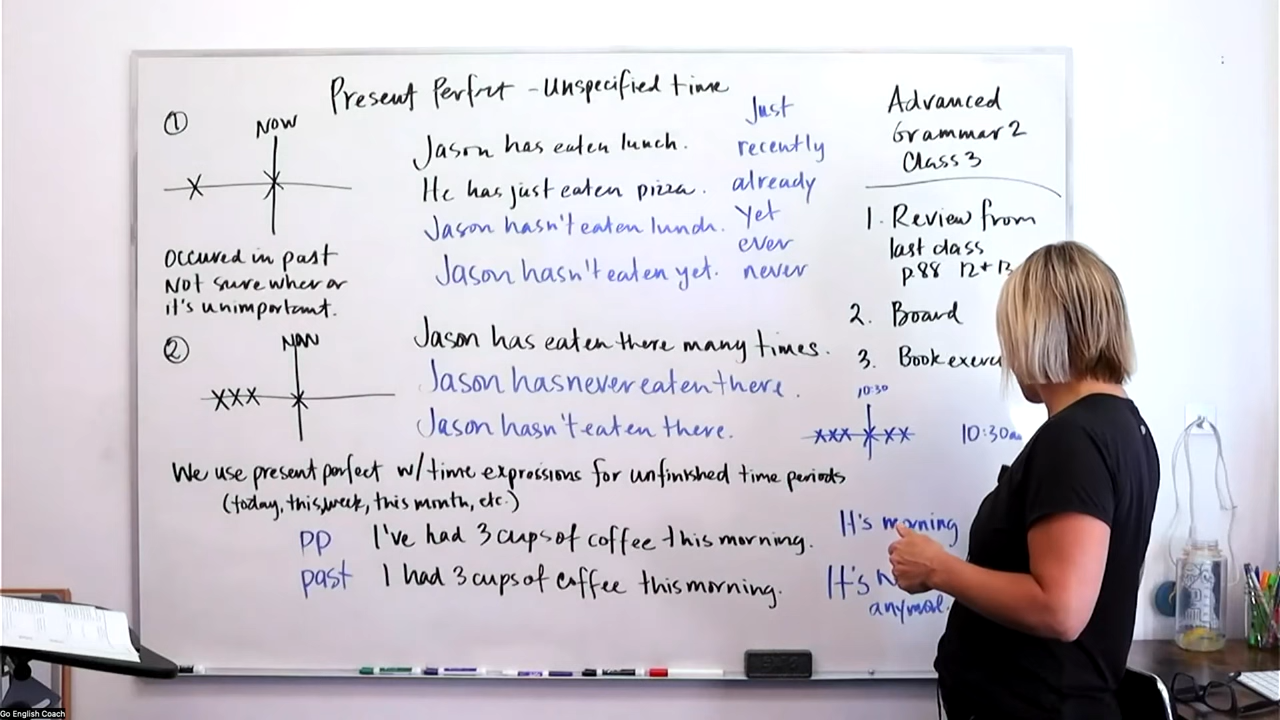 Present Perfect - Unspecified time
①
NOW
Occured in past
Not sure when or
it's unimportant.
Jason has eaten lunch.
He has just eaten pizza.
Jason hasn't eaten lunch.
Jason hasn't eaten yet.
Just
recently
already
yet
ever
never
②
NOW
Jason has eaten there many times.
Jason has never eaten there.
Jason hasn't eaten there.
We use present perfect w/time expressions for unfinished time periods
(today, this week, this month, etc.)
PP I've had 3 cups of coffee this morning. It's morning
past I had 3 cups of coffee this morning. It's
anymore.
Advanced
Grammar 2
Class 3
1. Review from
last class
p.88 12+13
2. Board
3. Book
10:30
10:30am
Go English Coach